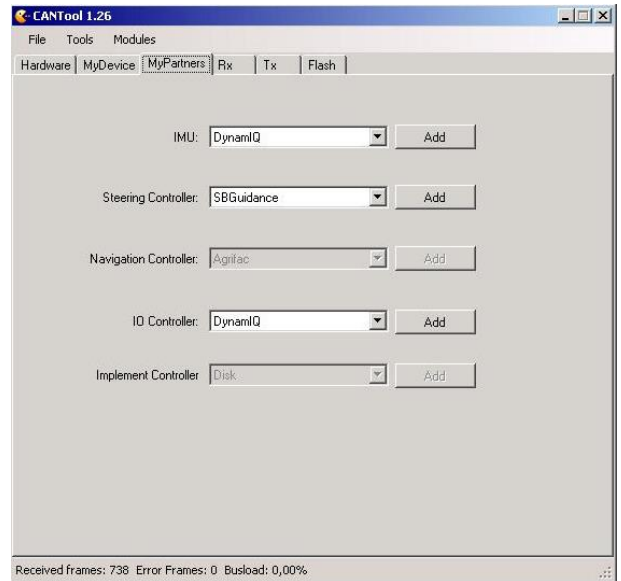 CANTool 1.26
File Tools Modules
Hardware MyDevice MyPartners Rx Tx Flash
IMU: DynamIQ Add
Steering Controller: SBGuidance Add
Navigation Controller: Agrifac Add
IO Controller: DynamIQ Add
Implement Controller Disk Add
Received frames: 738 Error Frames: 0 Busload: 0,00%